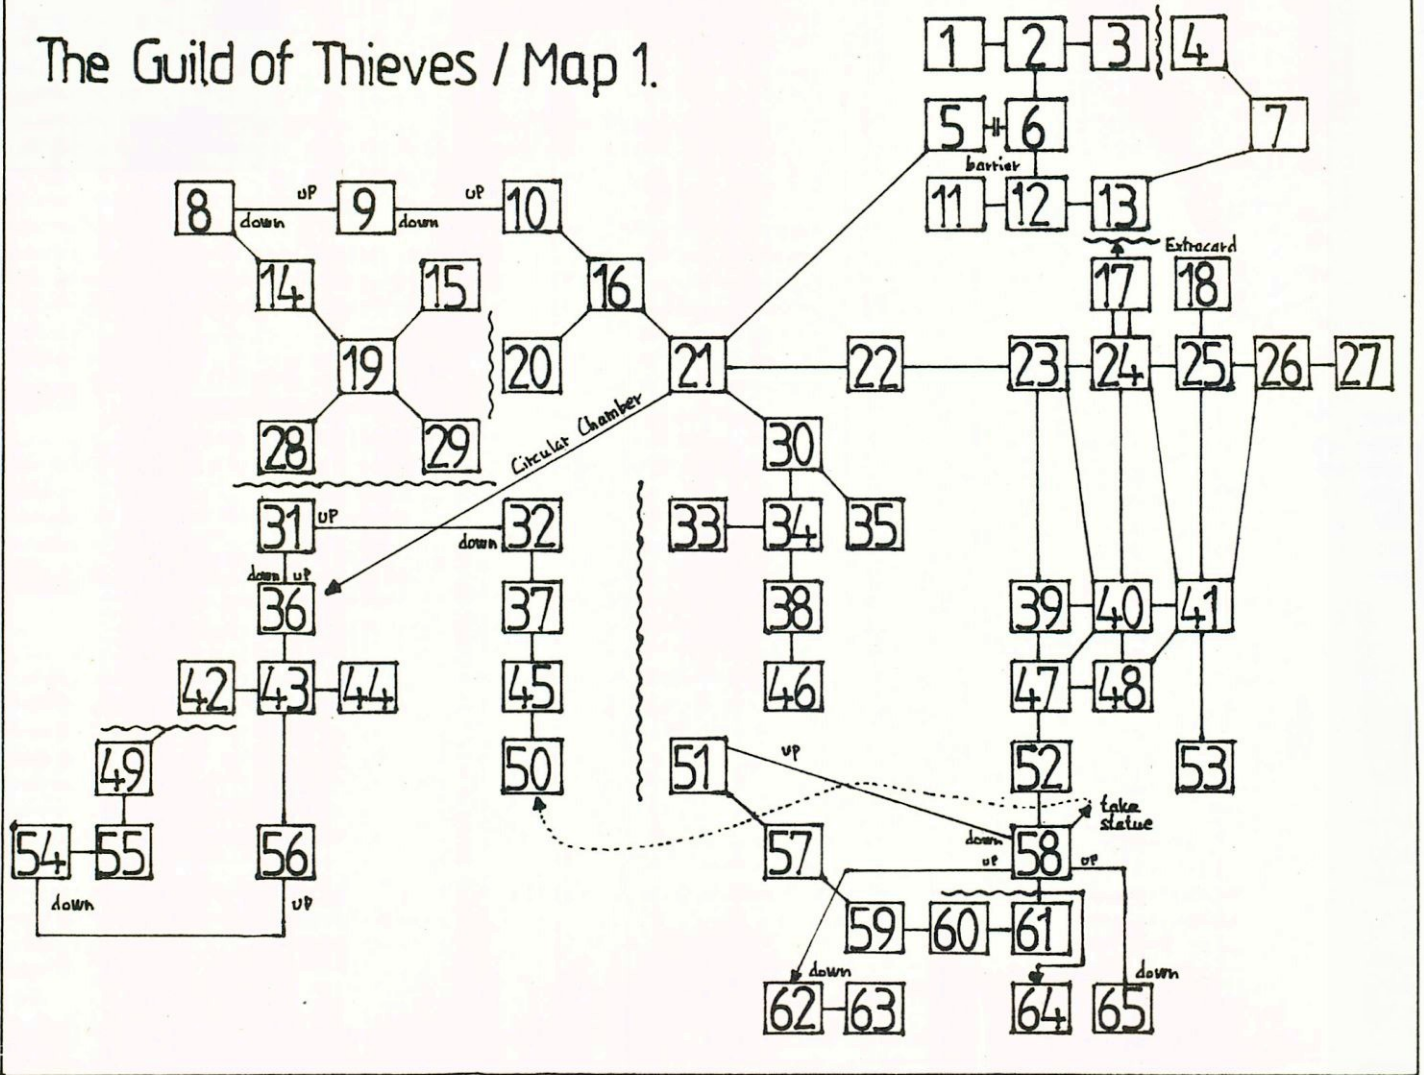 The Guild of Thieves / Map 1.
1 2 3 4
5 6 7
barrier
8 down up 9 down up 10 11 12 13
Extracard
14 15 16 17 18
19 20 21 22 23 24 25 26 27
Circular Chamber
28 29 30
31 up down 32 33 34 35
down up
36 37 38 39 40 41
42 43 44 45 46 47 48
49 50 51 up 52 53
take
statue
54 55 56 57 down 58
up up
down up
59 60 61
down down
62 63 64 65